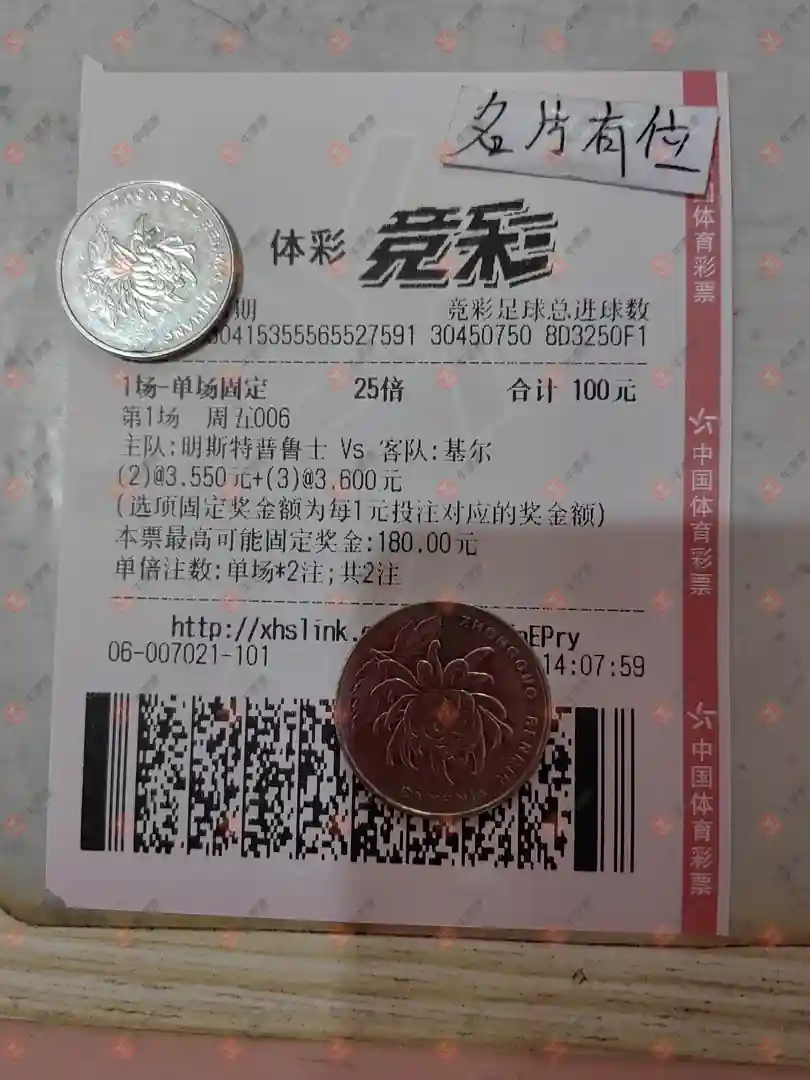 名片有位
体彩 竞彩
期 竞彩足球总进球数
00415355565527591 30450750 8D3250F1
1场-单场固定 25倍 合计 100元
第1场 周五006
主队:明斯特普鲁士 Vs 客队:基尔
(2)@3.550元+(3)@3.600元
(选项固定奖金额为每1元投注对应的奖金额)
本票最高可能固定奖金:180.00元
单倍注数:单场*2注;共2注
http://xhslink. EPry
06-007021-101 14:07:59
体育彩票
中国体育彩票
中国体育彩票